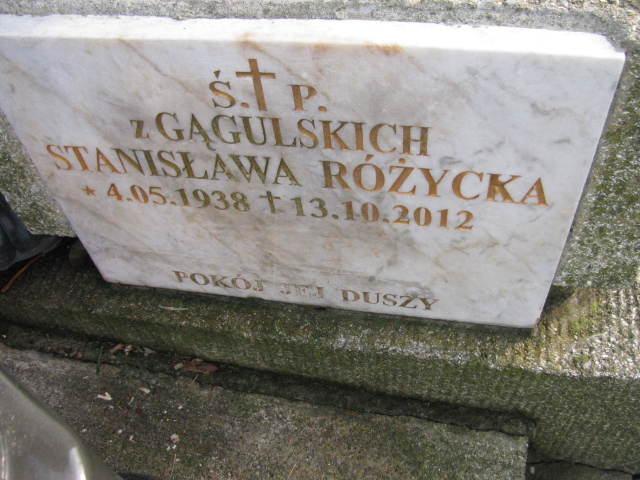 Ś. † P.
z GĄGULSKICH
STANISŁAWA RÓŻYCKA
* 4.05.1938 † 13.10.2012
POKÓJ JEJ DUSZY